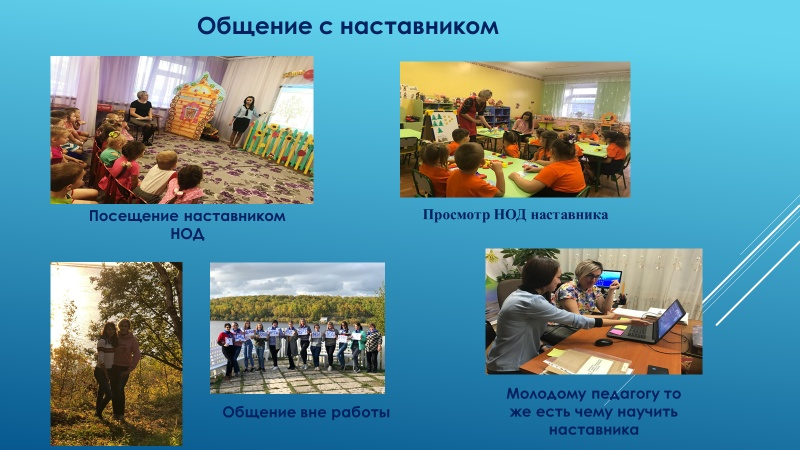 Общение с наставником
Посещение наставником
НОД
Просмотр НОД наставника
Общение вне работы
Молодому педагогу то
же есть чему научить
наставника